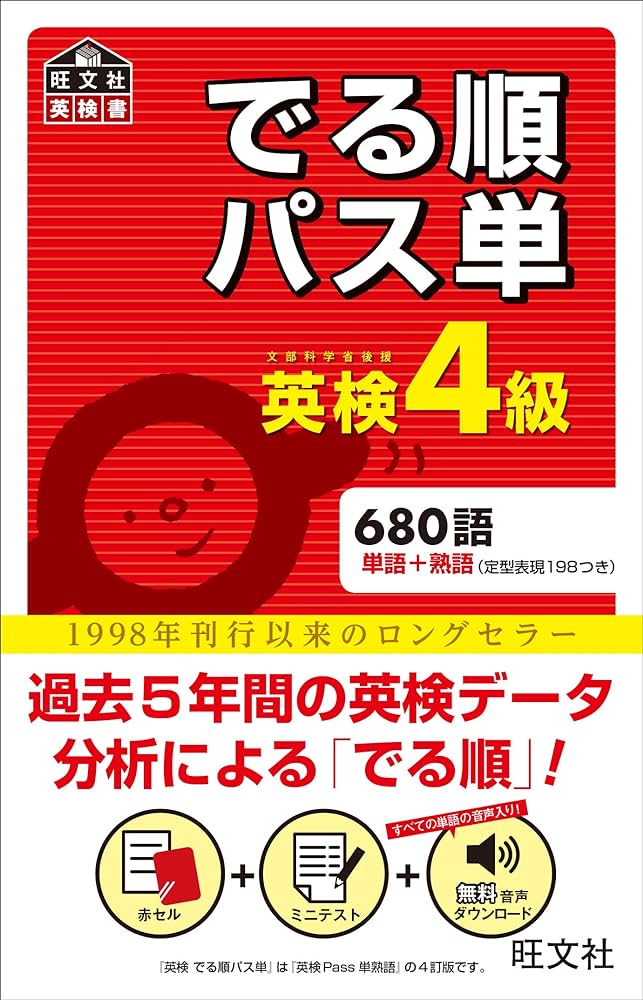 旺文社
英検書
でる順
パス単
文部科学省後援
英検4級
680語
単語＋熟語（定型表現198つき）
1998年刊行以来のロングセラー
過去5年間の英検データ
分析による「でる順」！
すべての単語の音声入り！
赤セル
+
ミニテスト
+
無料音声
ダウンロード
旺文社
『英検 でる順パス単』は『英検Pass 単熟語』の4訂版です。